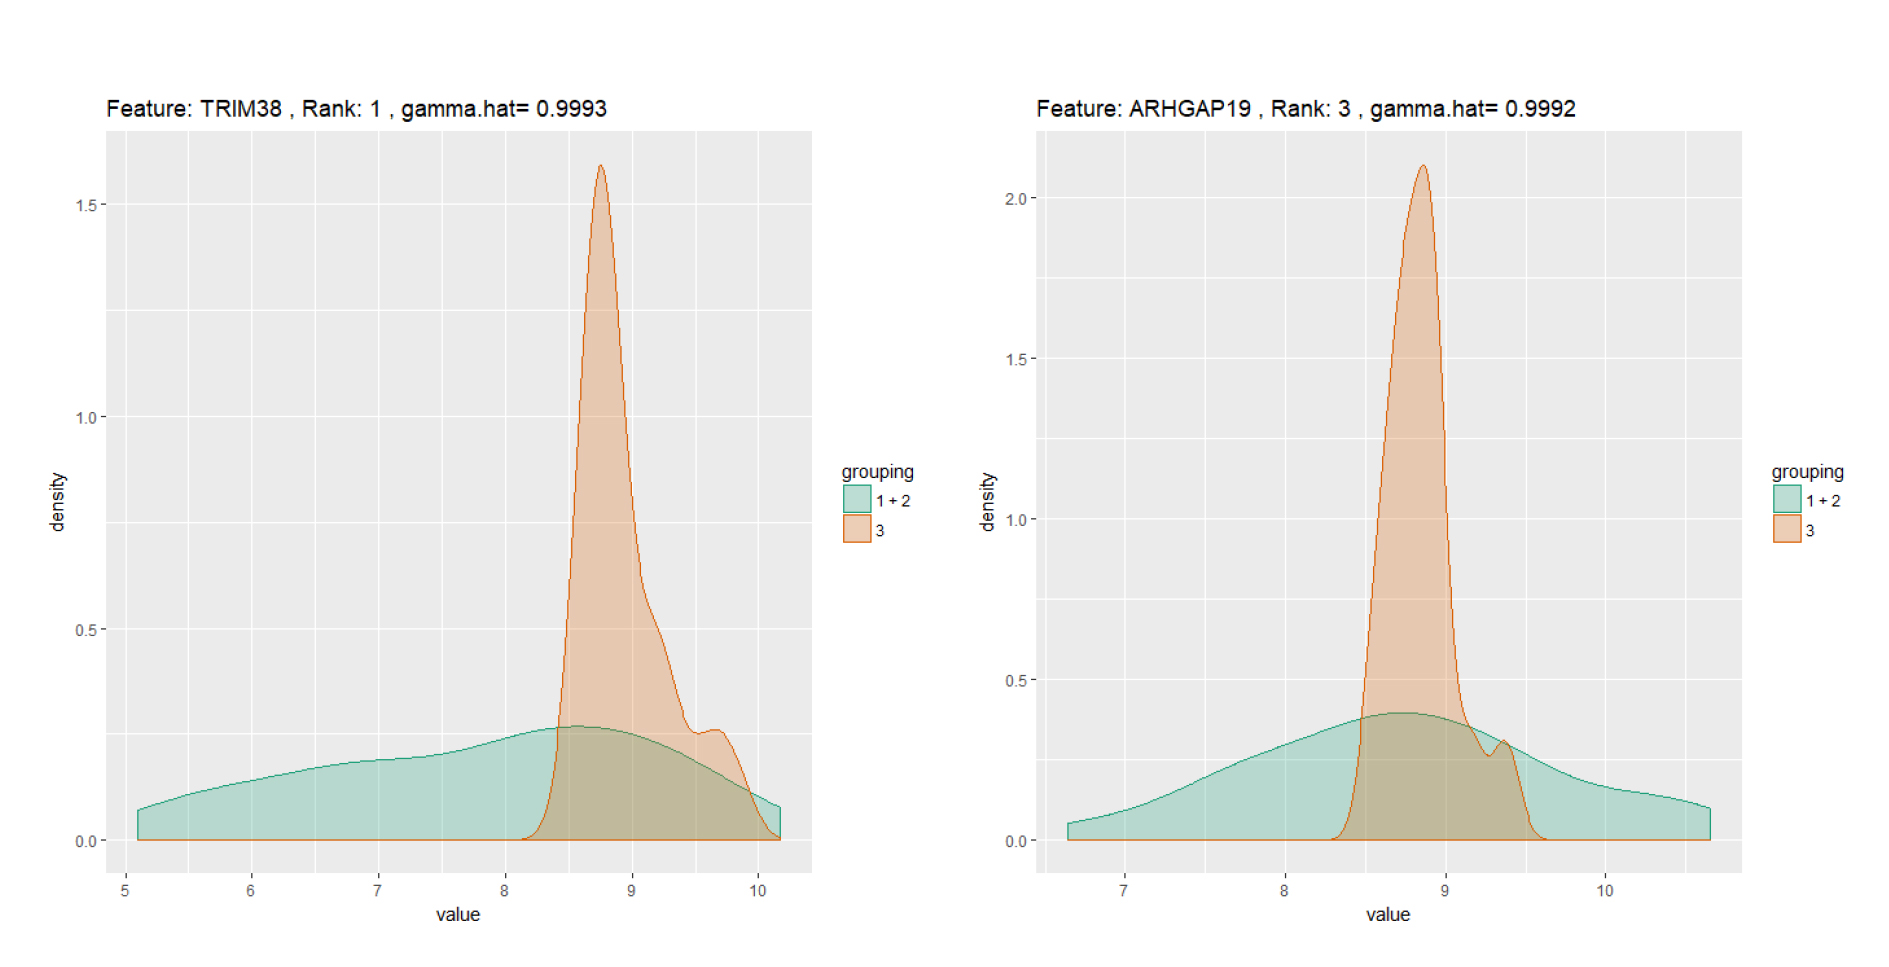 Feature: TRIM38 , Rank: 1 , gamma.hat= 0.9993
1.5
1.0
0.5
0.0
density
5 6 7 8 9 10
value
grouping
1 + 2
3
Feature: ARHGAP19 , Rank: 3 , gamma.hat= 0.9992
2.0
1.5
1.0
0.5
0.0
density
7 8 9 10
value
grouping
1 + 2
3